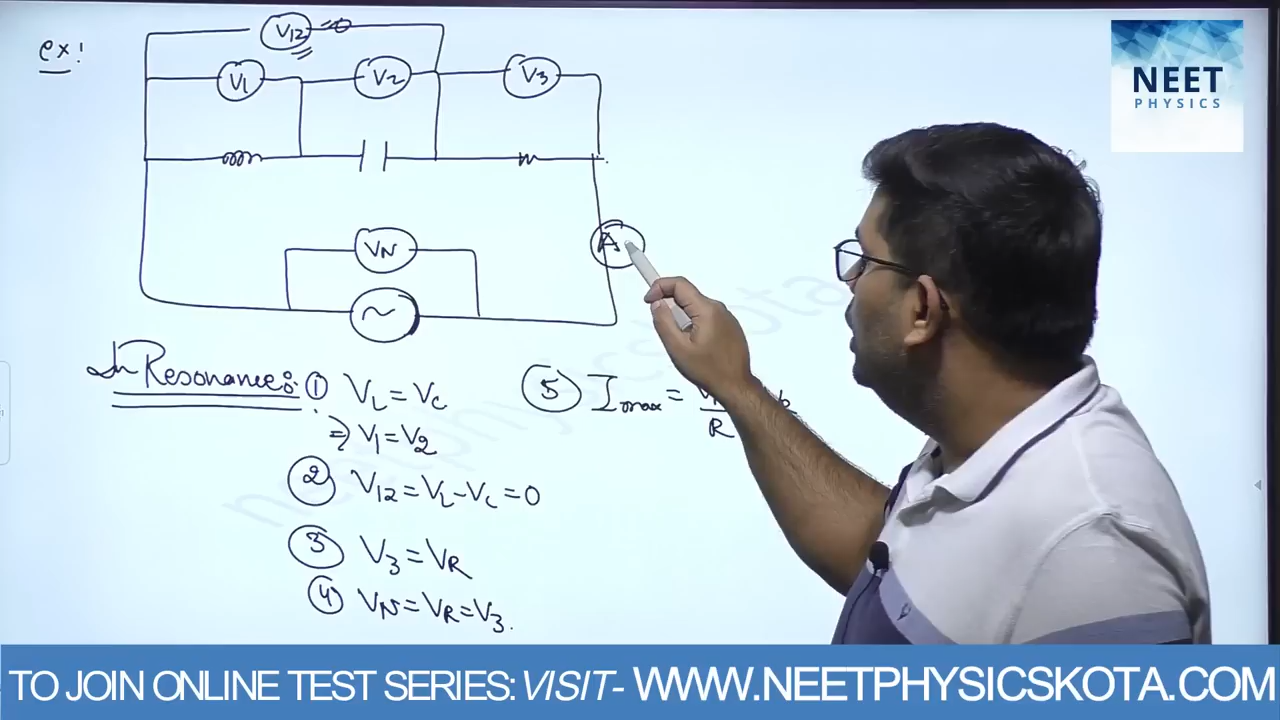 ex:
V12
V1
V2
V3
VN
A
~
NEET
PHYSICS
In Resonance:
① VL = VC
⇒ V1 = V2
② V12 = VL - VC = 0
③ V3 = VR
④ VN = VR = V3.
⑤ Imax =
R
neetphysicskota
TO JOIN ONLINE TEST SERIES: VISIT- WWW.NEETPHYSICSKOTA.COM